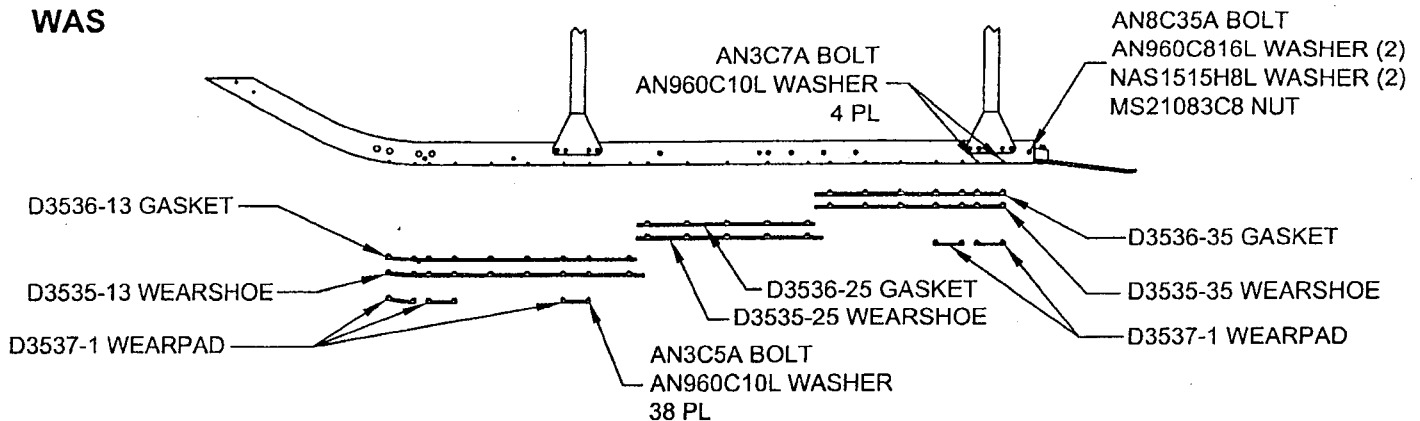 WAS
AN8C35A BOLT
AN960C816L WASHER (2)
NAS1515H8L WASHER (2)
MS21083C8 NUT
AN3C7A BOLT
AN960C10L WASHER
4 PL
D3536-13 GASKET
D3535-13 WEARSHOE
D3537-1 WEARPAD
D3536-25 GASKET
D3535-25 WEARSHOE
AN3C5A BOLT
AN960C10L WASHER
38 PL
D3536-35 GASKET
D3535-35 WEARSHOE
D3537-1 WEARPAD